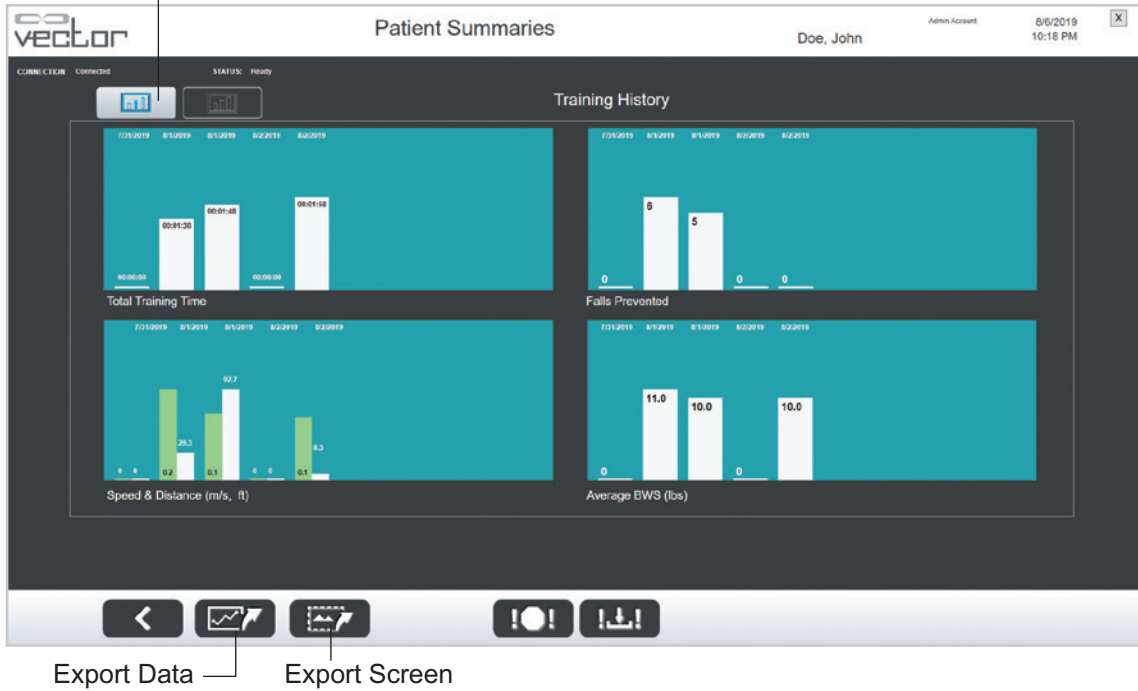 vector
Patient Summaries
Doe, John
Admin Account
8/6/2019
10:18 PM
X
CONNECTION Connected
STATUS: Ready
Training History
7/31/2019 8/1/2019 8/1/2019 8/2/2019 8/2/2019
00:00:00 00:01:30 00:01:48 00:00:00 00:01:58
Total Training Time
7/31/2019 8/1/2019 8/1/2019 8/2/2019 8/2/2019
0 6 5 0 0
Falls Prevented
7/31/2019 8/1/2019 8/1/2019 8/2/2019 8/2/2019
92.7
29.3 8.3
0 0 0.2 0.1 0 0 0.1
Speed & Distance (m/s, ft)
7/31/2019 8/1/2019 8/1/2019 8/2/2019 8/2/2019
0 11.0 10.0 0 10.0
Average BWS (lbs)
! !
! !
Export Data
Export Screen